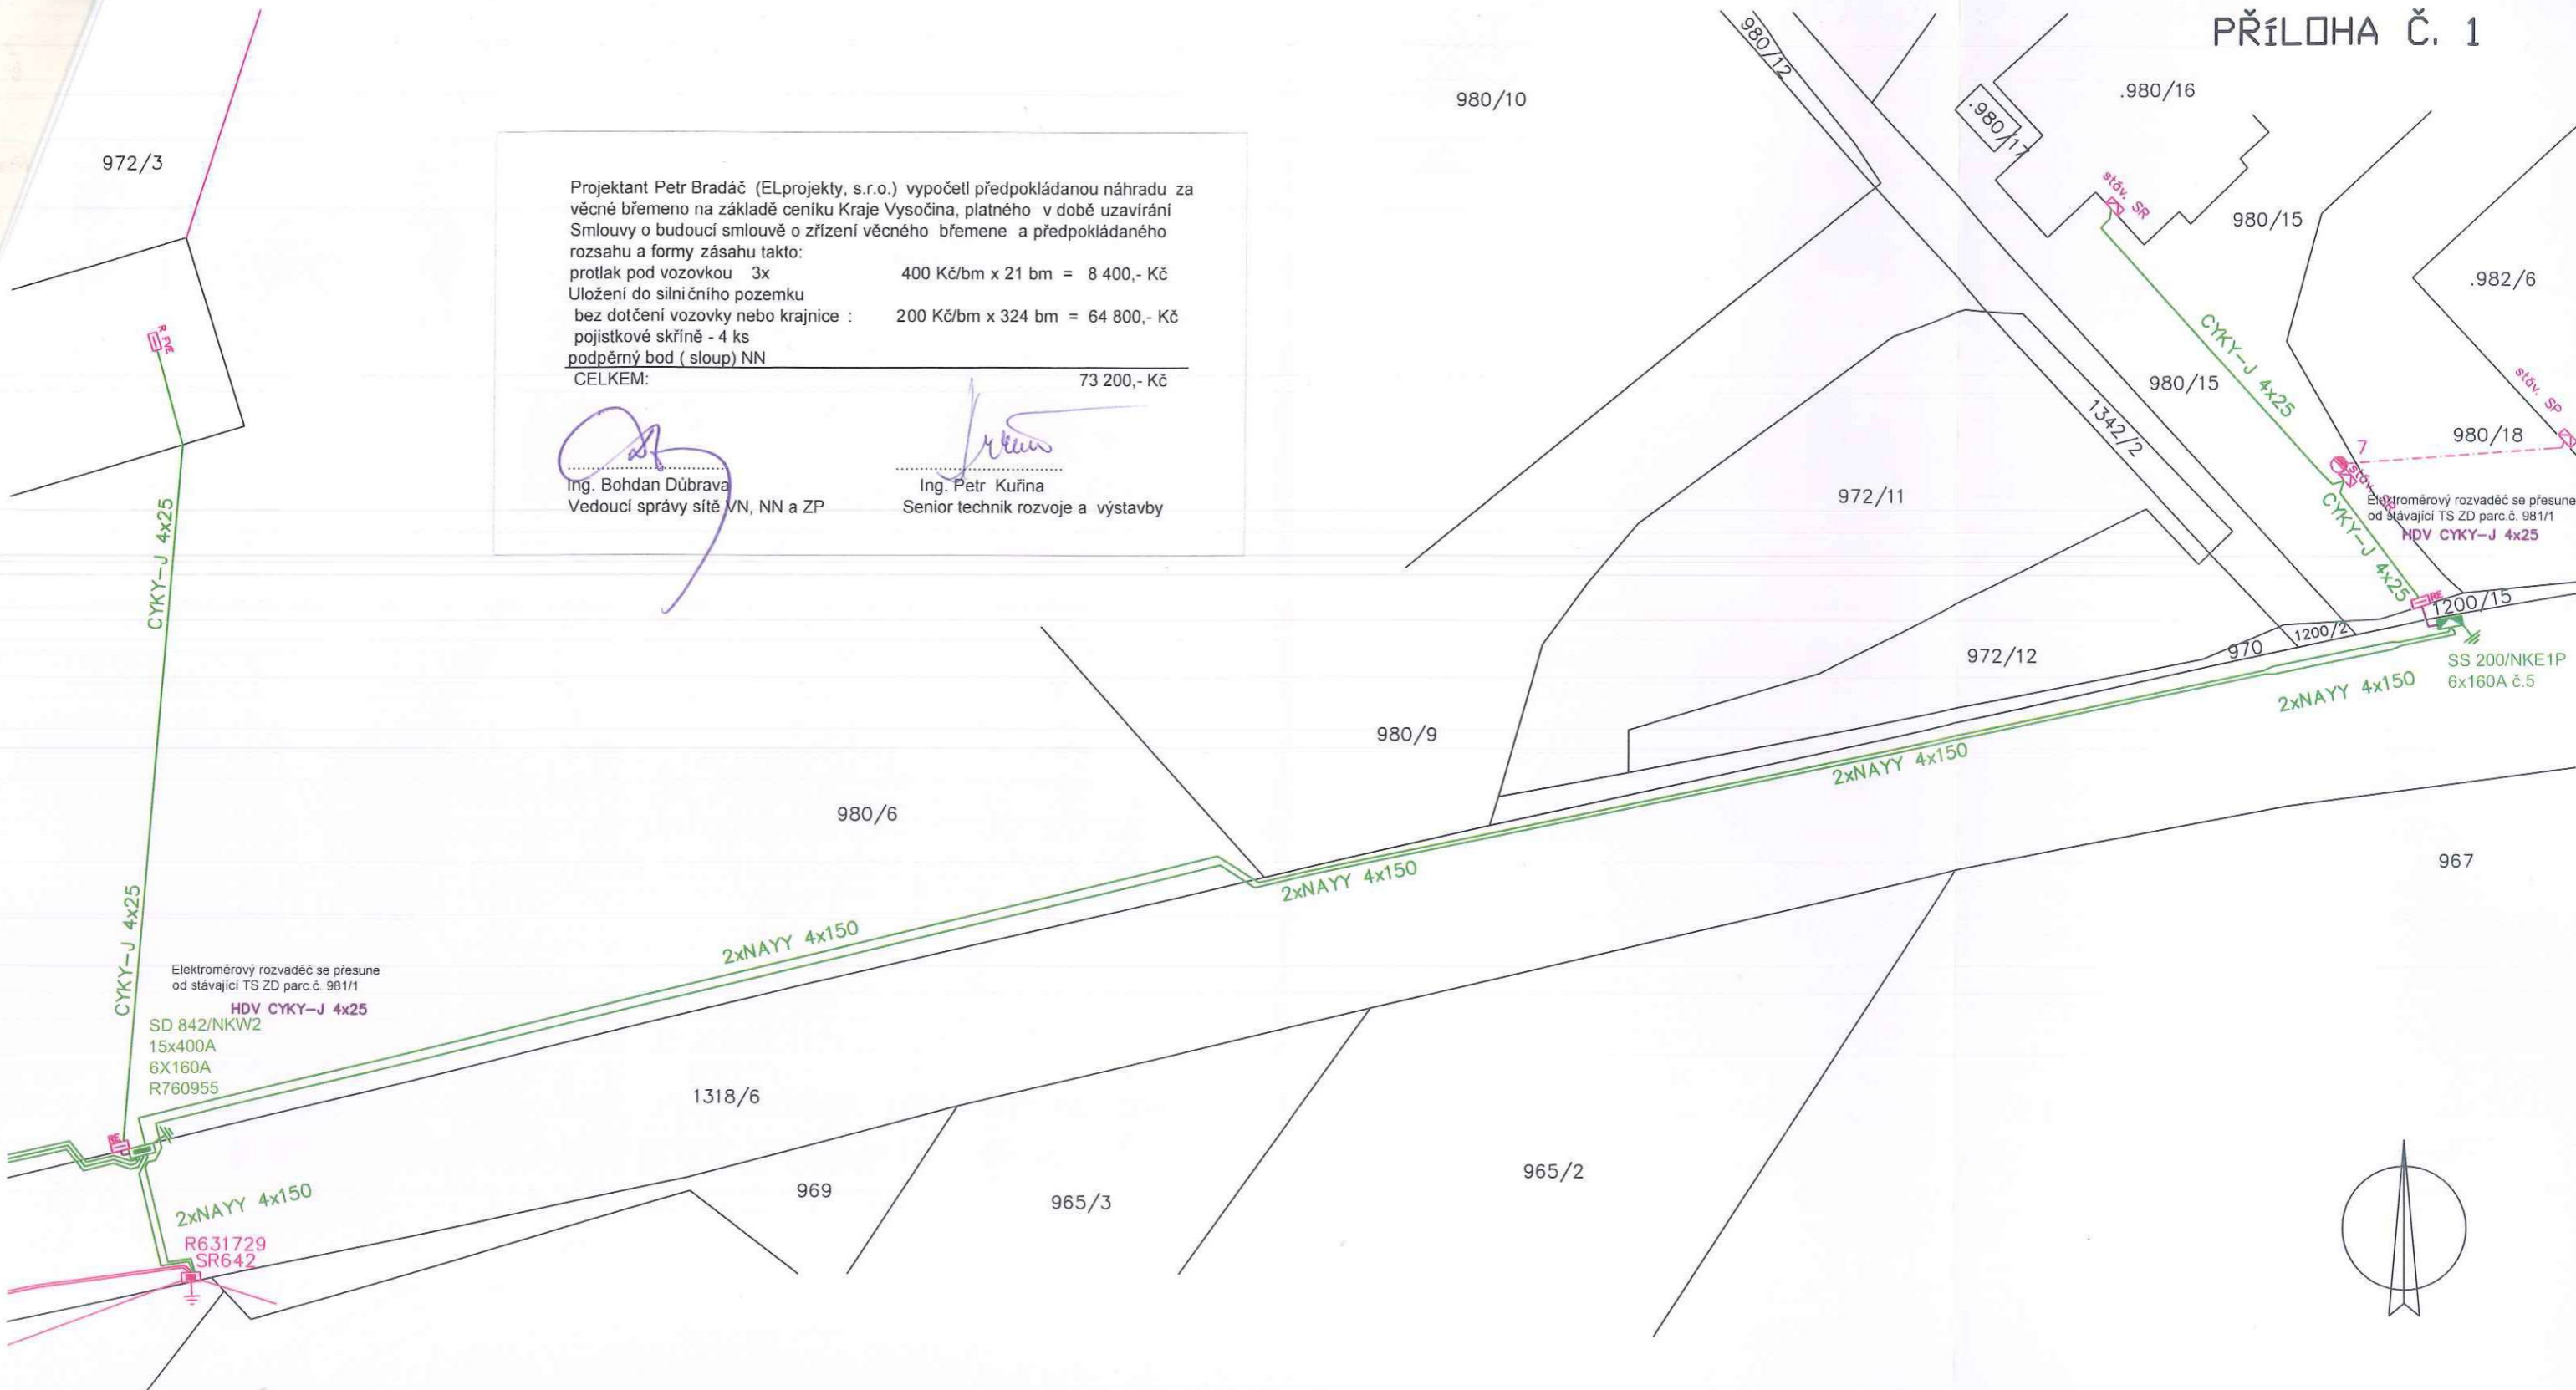 PŘÍLOHA Č. 1
980/12
980/10
.980/16
.980/17
972/3
stáv. SR
980/15
.982/6
Projektant Petr Bradáč (ELprojekty, s.r.o.) vypočetl předpokládanou náhradu za
věcné břemeno na základě ceníku Kraje Vysočina, platného v době uzavírání
Smlouvy o budoucí smlouvě o zřízení věcného břemene a předpokládaného
rozsahu a formy zásahu takto:
protlak pod vozovkou 3x 400 Kč/bm x 21 bm = 8 400,- Kč
Uložení do silničního pozemku
bez dotčení vozovky nebo krajnice : 200 Kč/bm x 324 bm = 64 800,- Kč
pojistkové skříně - 4 ks
podpěrný bod ( sloup) NN
CELKEM: 73 200,- Kč
Ing. Bohdan Dúbrava
Vedoucí správy sítě VN, NN a ZP
Ing. Petr Kuřina
Senior technik rozvoje a výstavby
R FVE
CYKY-J 4x25
980/15
1342/2
stáv. SP
7
980/18
stáv. SR
Elektroměrový rozvaděč se přesune
od stávající TS ZD parc.č. 981/1
HDV CYKY-J 4x25
972/11
CYKY-J 4x25
CYKY-J 4x25
RE
1200/15
1200/2
970
972/12
SS 200/NKE1P
6x160A č.5
2xNAYY 4x150
980/9
2xNAYY 4x150
980/6
967
2xNAYY 4x150
CYKY-J 4x25
2xNAYY 4x150
Elektroměrový rozvaděč se přesune
od stávající TS ZD parc.č. 981/1
HDV CYKY-J 4x25
SD 842/NKW2
15x400A
6X160A
R760955
1318/6
RE
965/2
969
965/3
2xNAYY 4x150
R631729
SR642